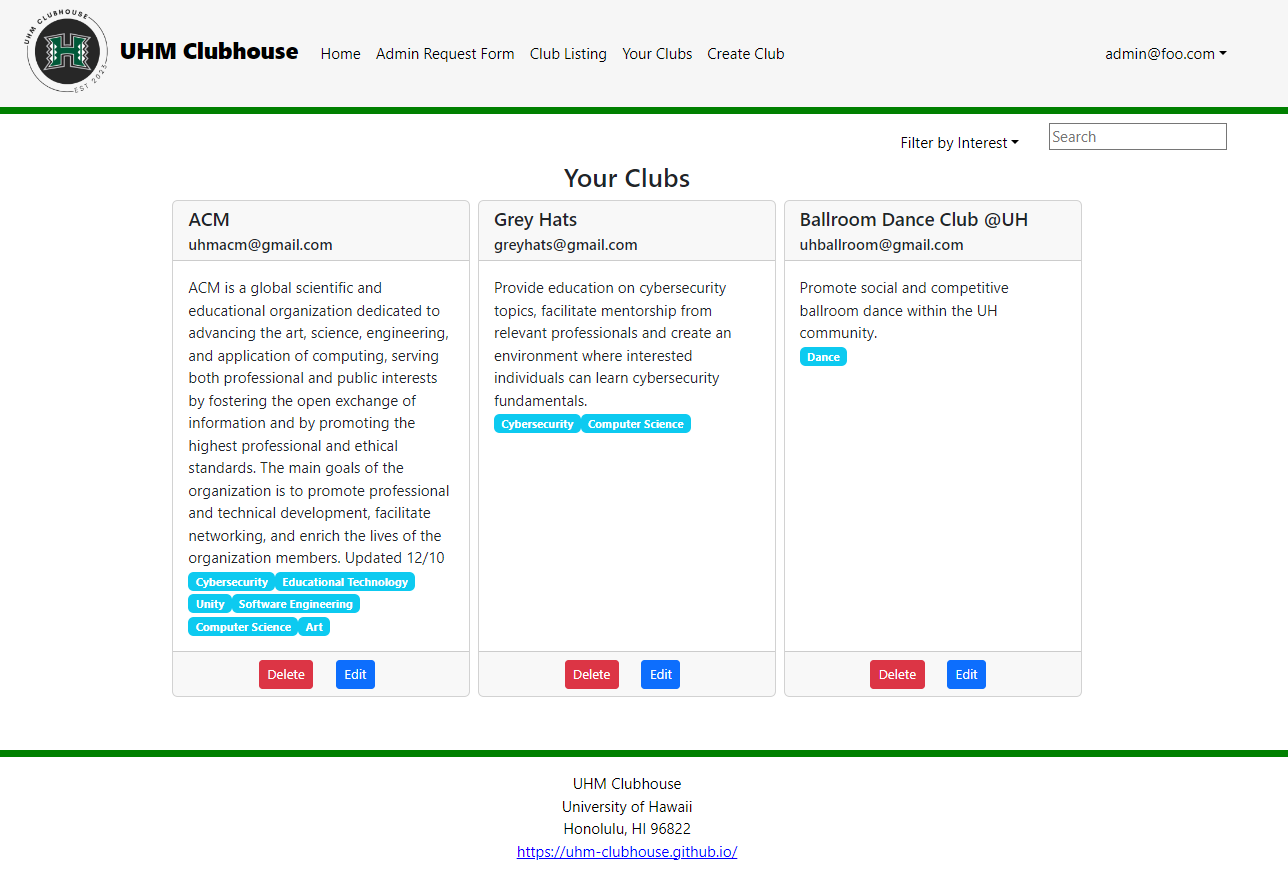 UHM CLUBHOUSE
EST 2023
UHM Clubhouse
Home
Admin Request Form
Club Listing
Your Clubs
Create Club
admin@foo.com
Filter by Interest
Search
Your Clubs
ACM
uhmacm@gmail.com
ACM is a global scientific and
educational organization dedicated to
advancing the art, science, engineering,
and application of computing, serving
both professional and public interests
by fostering the open exchange of
information and by promoting the
highest professional and ethical
standards. The main goals of the
organization is to promote professional
and technical development, facilitate
networking, and enrich the lives of the
organization members. Updated 12/10
Cybersecurity Educational Technology
Unity Software Engineering
Computer Science Art
Delete Edit
Grey Hats
greyhats@gmail.com
Provide education on cybersecurity
topics, facilitate mentorship from
relevant professionals and create an
environment where interested
individuals can learn cybersecurity
fundamentals.
Cybersecurity Computer Science
Delete Edit
Ballroom Dance Club @UH
uhballroom@gmail.com
Promote social and competitive
ballroom dance within the UH
community.
Dance
Delete Edit
UHM Clubhouse
University of Hawaii
Honolulu, HI 96822
https://uhm-clubhouse.github.io/